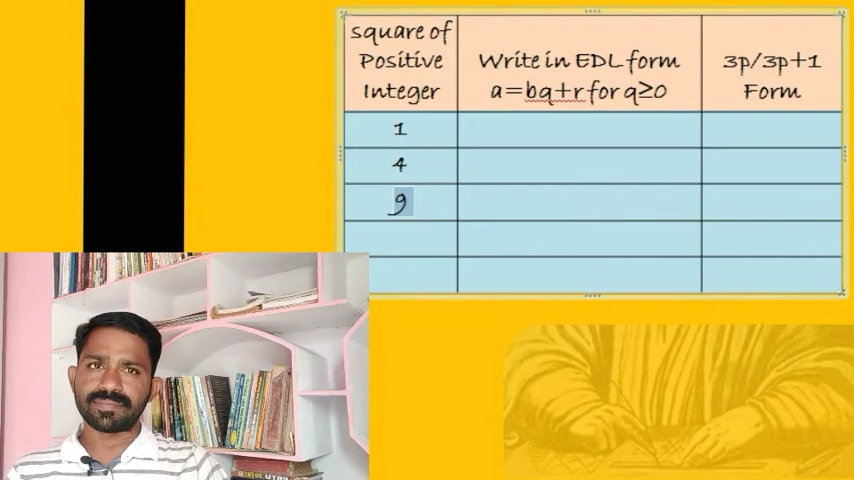 square of
Positive
Integer
Write in EDL form
a=bq+r for q≥0
3p/3p+1
Form
1
4
9